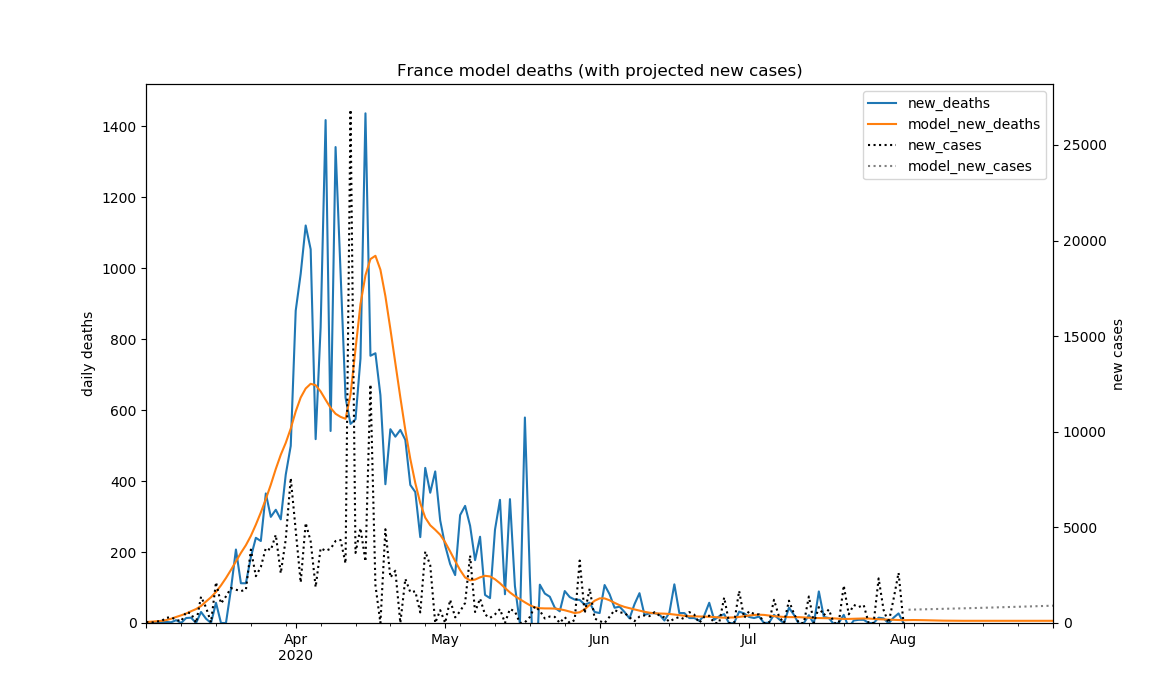 France model deaths (with projected new cases)
new_deaths
model_new_deaths
new_cases
model_new_cases
1400
1200
1000
800
600
400
200
0
daily deaths
25000
20000
15000
10000
5000
0
new cases
Apr
2020
May
Jun
Jul
Aug